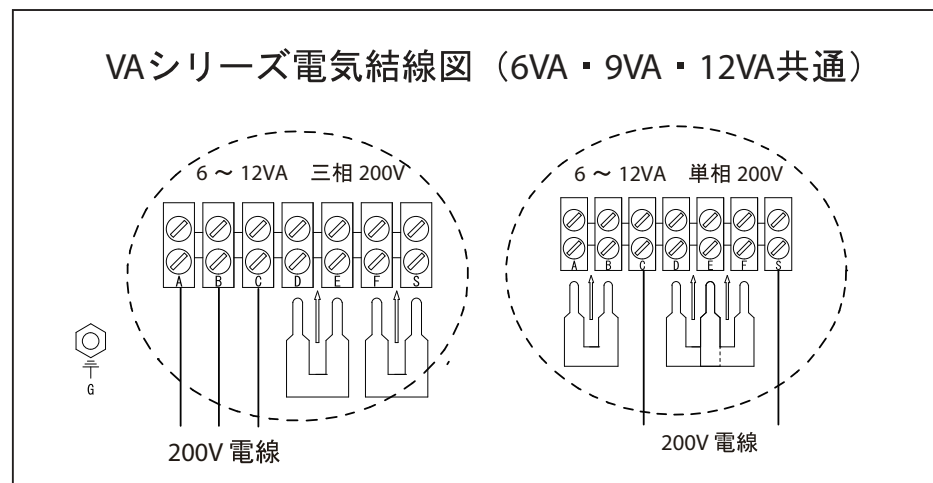 VAシリーズ電気結線図（6VA・9VA・12VA共通）
6 ～ 12VA 三相 200V
A B C D E F S
G
200V 電線
6 ～ 12VA 単相 200V
A B C D E F S
200V 電線